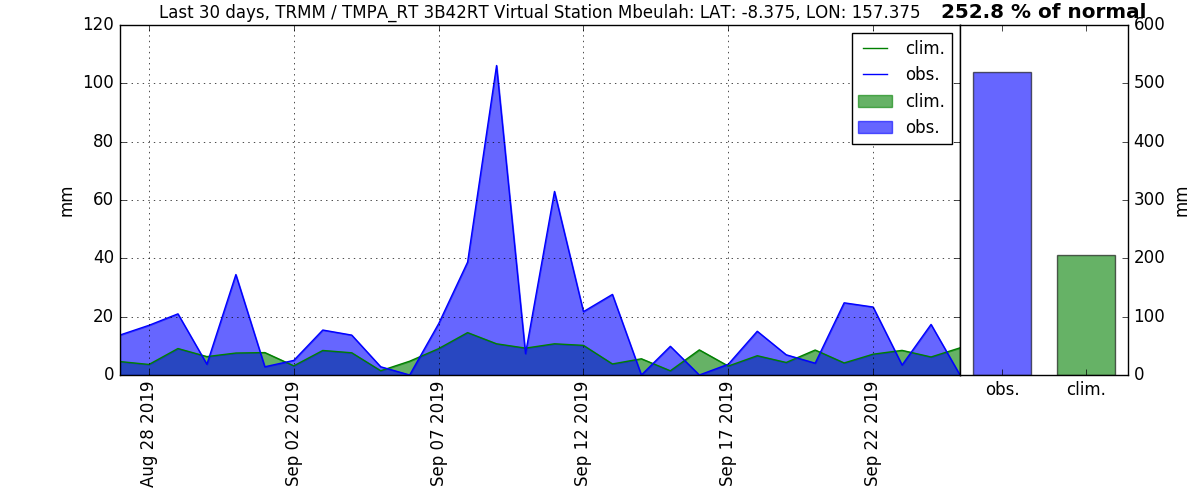 Last 30 days, TRMM / TMPA_RT 3B42RT Virtual Station Mbeulah: LAT: -8.375, LON: 157.375
252.8 % of normal
120
100
80
60
40
20
0
mm
clim.
obs.
clim.
obs.
600
500
400
300
200
100
0
mm
Aug 28 2019
Sep 02 2019
Sep 07 2019
Sep 12 2019
Sep 17 2019
Sep 22 2019
obs.
clim.